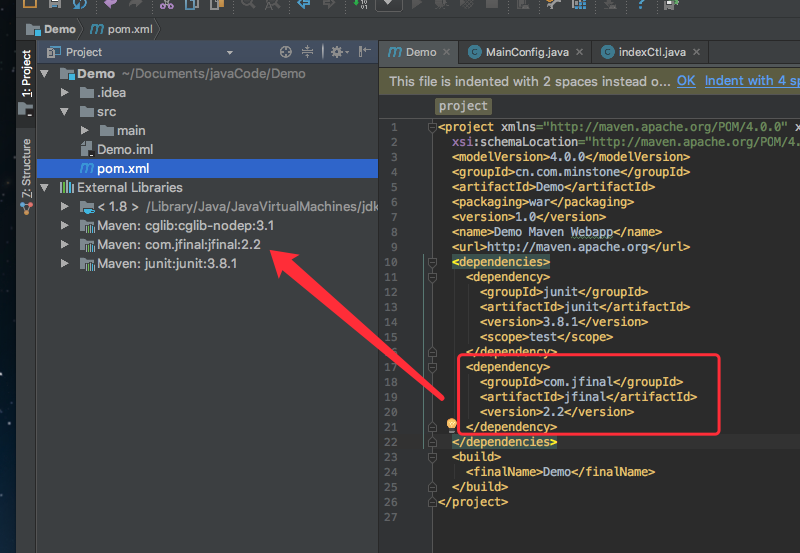 Demo pom.xml
Project
Demo MainConfig.java indexCtl.java
1: Project
Z: Structure
Demo ~/Documents/javaCode/Demo
.idea
src
main
Demo.iml
pom.xml
External Libraries
< 1.8 > /Library/Java/JavaVirtualMachines/jdk
Maven: cglib:cglib-nodep:3.1
Maven: com.jfinal:jfinal:2.2
Maven: junit:junit:3.8.1
This file is indented with 2 spaces instead o... OK Indent with 4 sp
project
1 <project xmlns="http://maven.apache.org/POM/4.0.0" x
2 xsi:schemaLocation="http://maven.apache.org/POM/4.
3 <modelVersion>4.0.0</modelVersion>
4 <groupId>cn.com.minstone</groupId>
5 <artifactId>Demo</artifactId>
6 <packaging>war</packaging>
7 <version>1.0</version>
8 <name>Demo Maven Webapp</name>
9 <url>http://maven.apache.org</url>
10 <dependencies>
11 <dependency>
12 <groupId>junit</groupId>
13 <artifactId>junit</artifactId>
14 <version>3.8.1</version>
15 <scope>test</scope>
16 </dependency>
17 <dependency>
18 <groupId>com.jfinal</groupId>
19 <artifactId>jfinal</artifactId>
20 <version>2.2</version>
21 </dependency>
22 </dependencies>
23 <build>
24 <finalName>Demo</finalName>
25 </build>
26 </project>
27